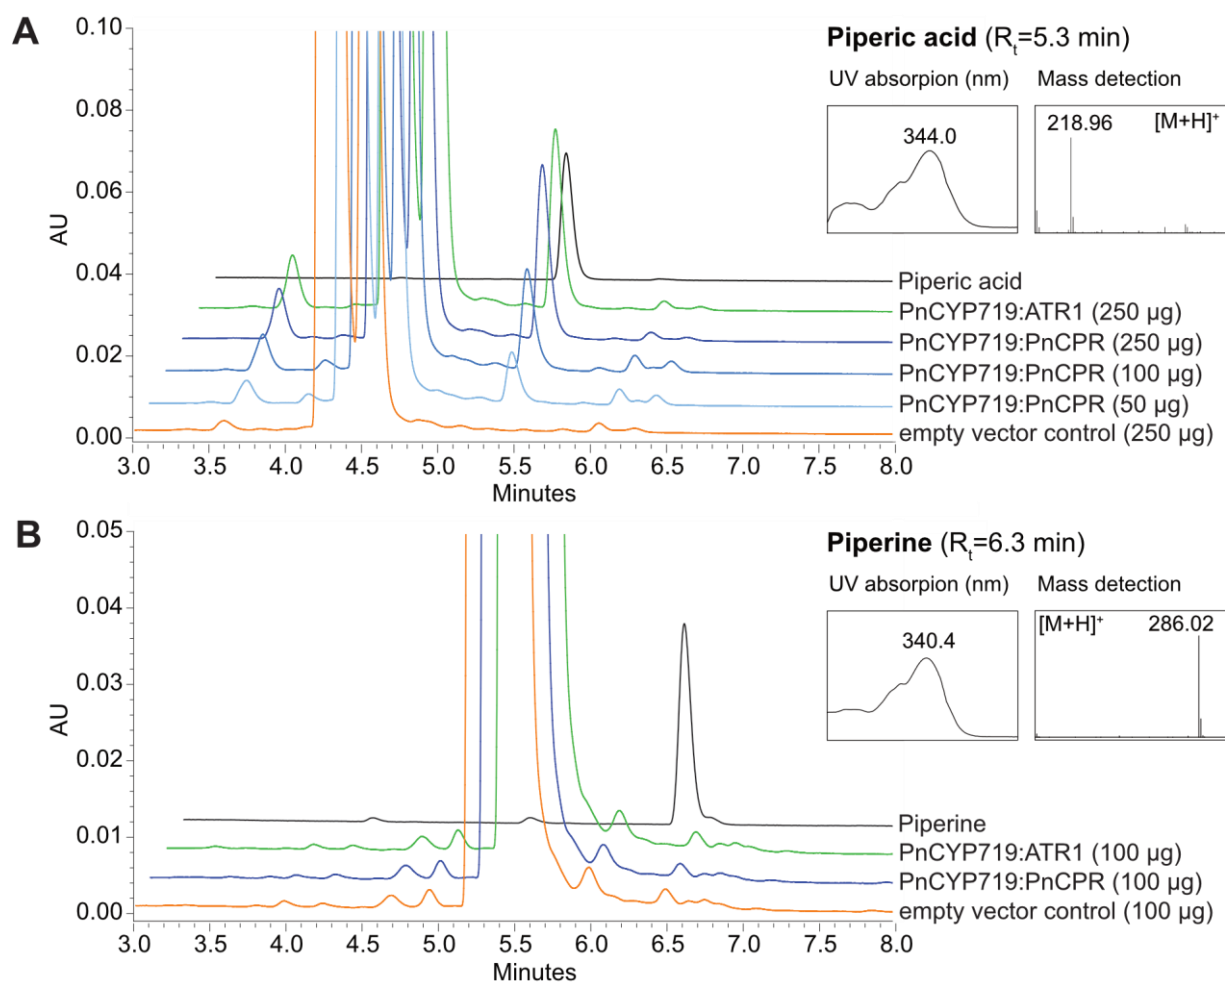 A
Piperic acid (Rt=5.3 min)
UV absorpion (nm)
Mass detection
344.0
218.96
[M+H]+
0.10
0.08
0.06
0.04
0.02
0.00
AU
Piperic acid
PnCYP719:ATR1 (250 µg)
PnCYP719:PnCPR (250 µg)
PnCYP719:PnCPR (100 µg)
PnCYP719:PnCPR (50 µg)
empty vector control (250 µg)
3.0 3.5 4.0 4.5 5.0 5.5 6.0 6.5 7.0 7.5 8.0
Minutes
B
Piperine (Rt=6.3 min)
UV absorpion (nm)
Mass detection
340.4
[M+H]+
286.02
0.05
0.04
0.03
0.02
0.01
0.00
AU
Piperine
PnCYP719:ATR1 (100 µg)
PnCYP719:PnCPR (100 µg)
empty vector control (100 µg)
3.0 3.5 4.0 4.5 5.0 5.5 6.0 6.5 7.0 7.5 8.0
Minutes